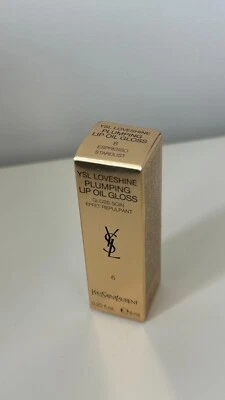 YSL LOVESHINE
PLUMPING
LIP OIL GLOSS
6
ESPRESSO
STARDUST
YSL LOVESHINE
PLUMPING
LIP OIL GLOSS
GLOSS SOIN
EFFET REPULPANT
YSL
6
YVESSAINTLAURENT